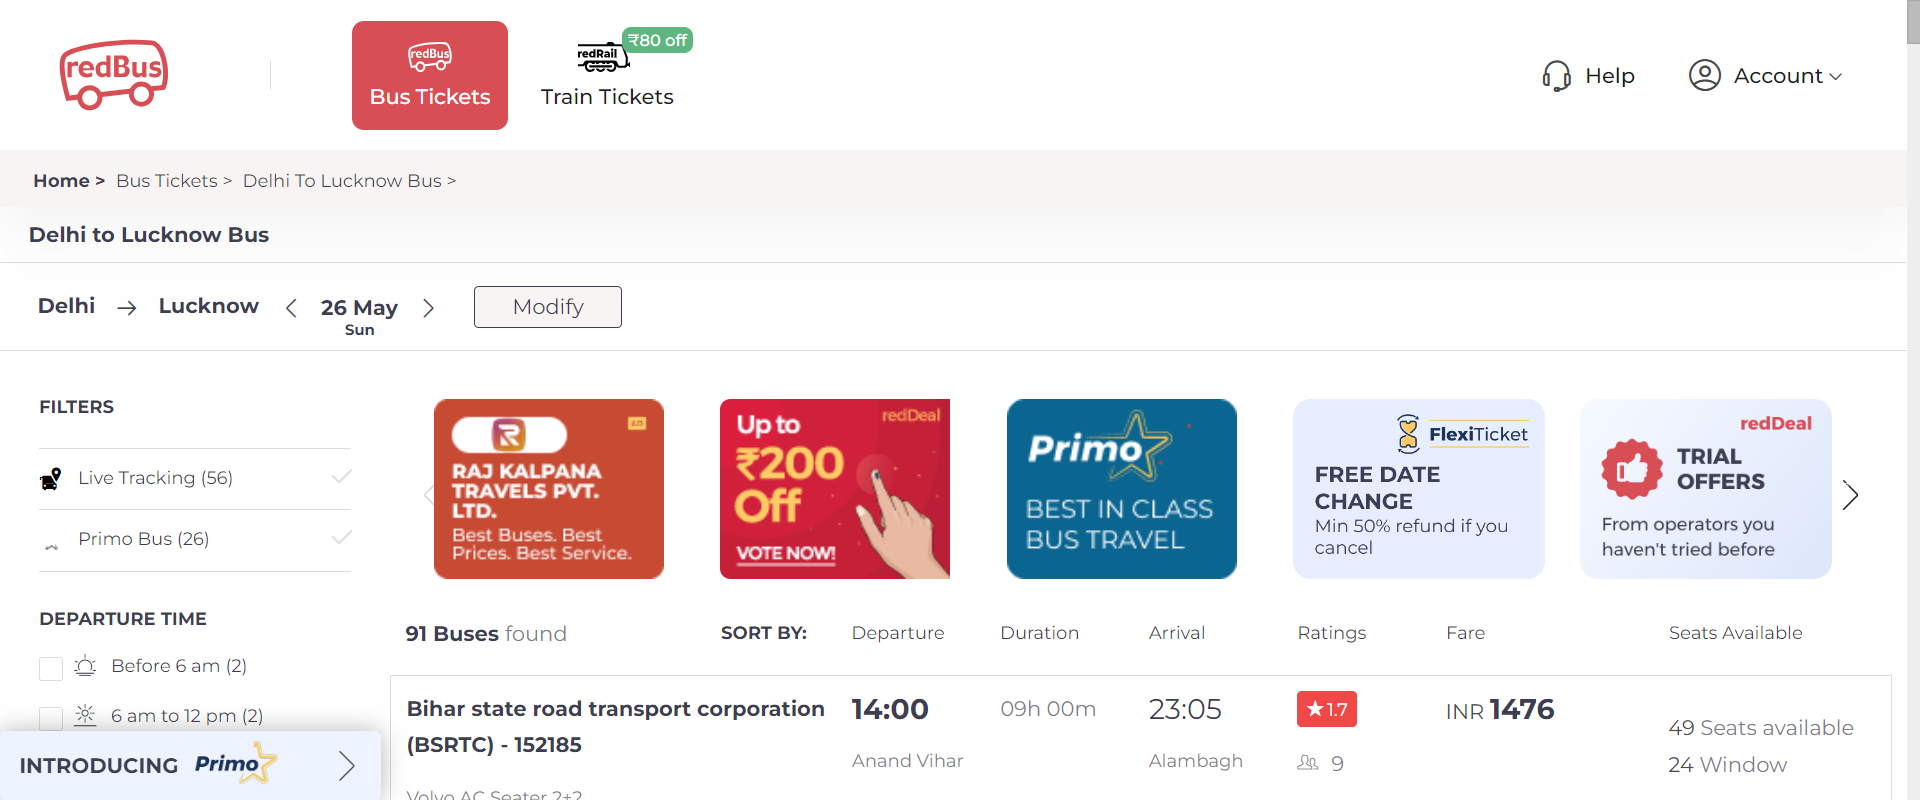 redBus
redBus
Bus Tickets
redRail
₹80 off
Train Tickets
Help
Account
Home > Bus Tickets > Delhi To Lucknow Bus >
Delhi to Lucknow Bus
Delhi → Lucknow < 26 May >
Sun
Modify
FILTERS
Live Tracking (56)
Primo Bus (26)
DEPARTURE TIME
Before 6 am (2)
6 am to 12 pm (2)
INTRODUCING Primo
RAJ KALPANA
TRAVELS PVT.
LTD.
Best Buses. Best
Prices. Best Service.
redDeal
Up to
₹200
Off
VOTE NOW!
Primo
BEST IN CLASS
BUS TRAVEL
FlexiTicket
FREE DATE
CHANGE
Min 50% refund if you
cancel
redDeal
TRIAL
OFFERS
From operators you
haven't tried before
91 Buses found SORT BY: Departure Duration Arrival Ratings Fare Seats Available
Bihar state road transport corporation
(BSRTC) - 152185
Volvo AC Seater 2+2
14:00
Anand Vihar
09h 00m
23:05
Alambagh
★1.7
9
INR 1476
49 Seats available
24 Window